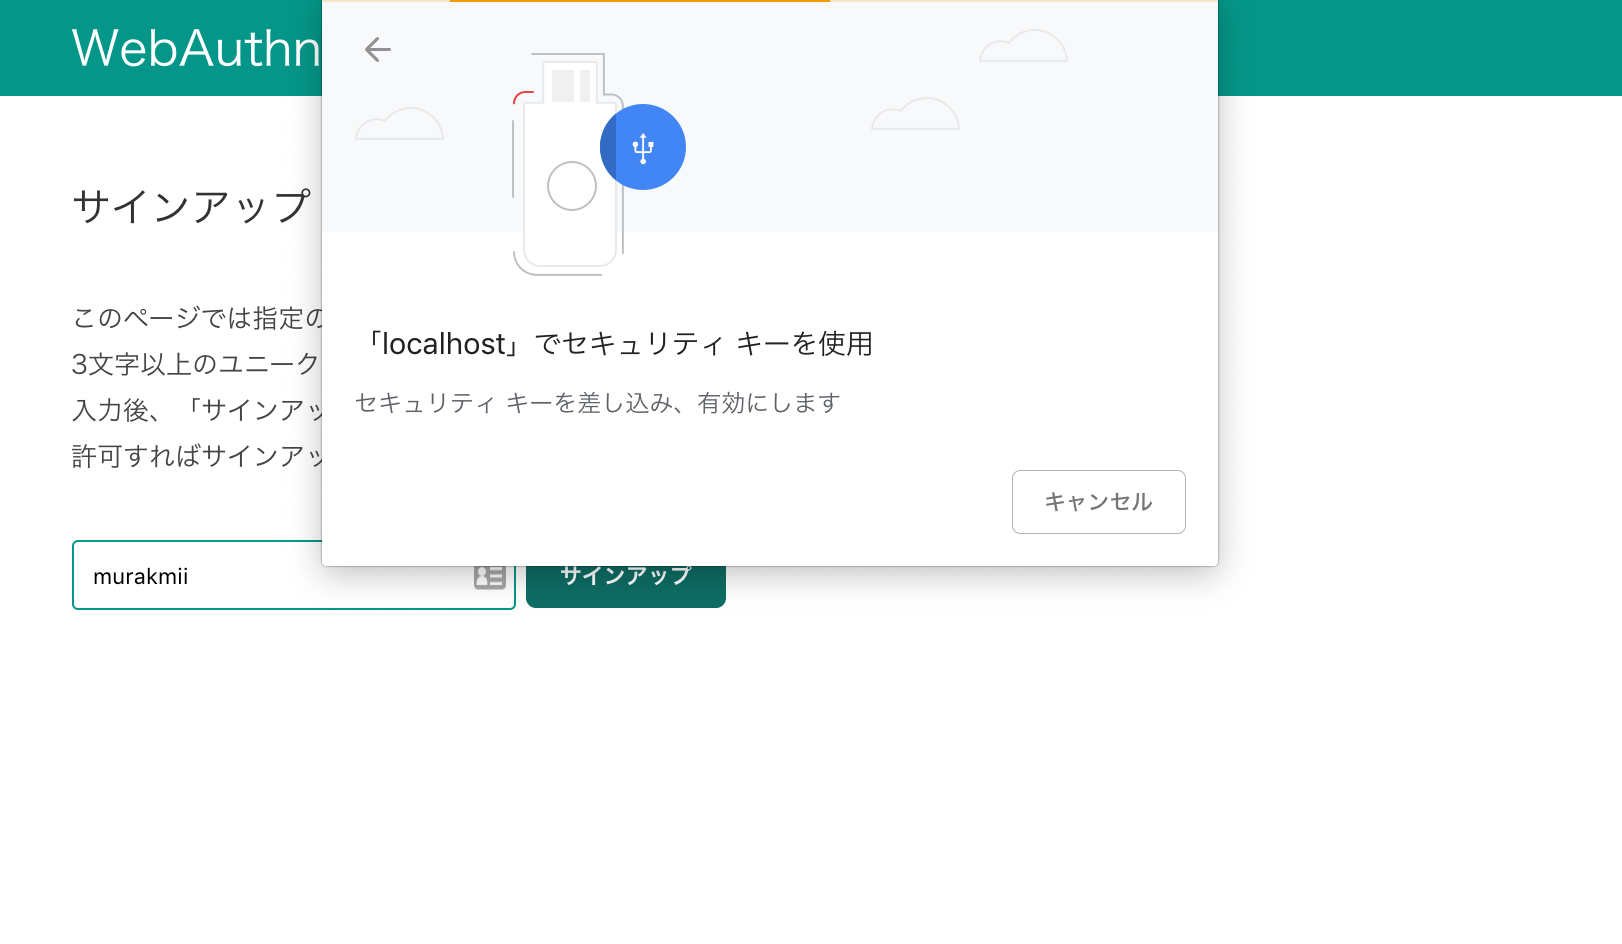 WebAuthn
サインアップ
このページでは指定の
3文字以上のユニーク
入力後、「サインアッ
許可すればサインアッ
「localhost」でセキュリティ キーを使用
セキュリティ キーを差し込み、有効にします
キャンセル
murakmii
サインアップ